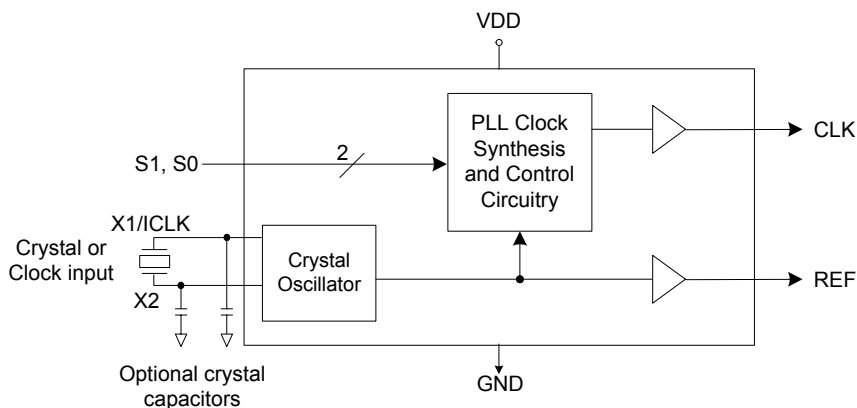 VDD
PLL Clock
Synthesis
and Control
Circuitry
CLK
S1, S0
2
X1/ICLK
Crystal or
Clock input
X2
Crystal
Oscillator
REF
Optional crystal
capacitors
GND